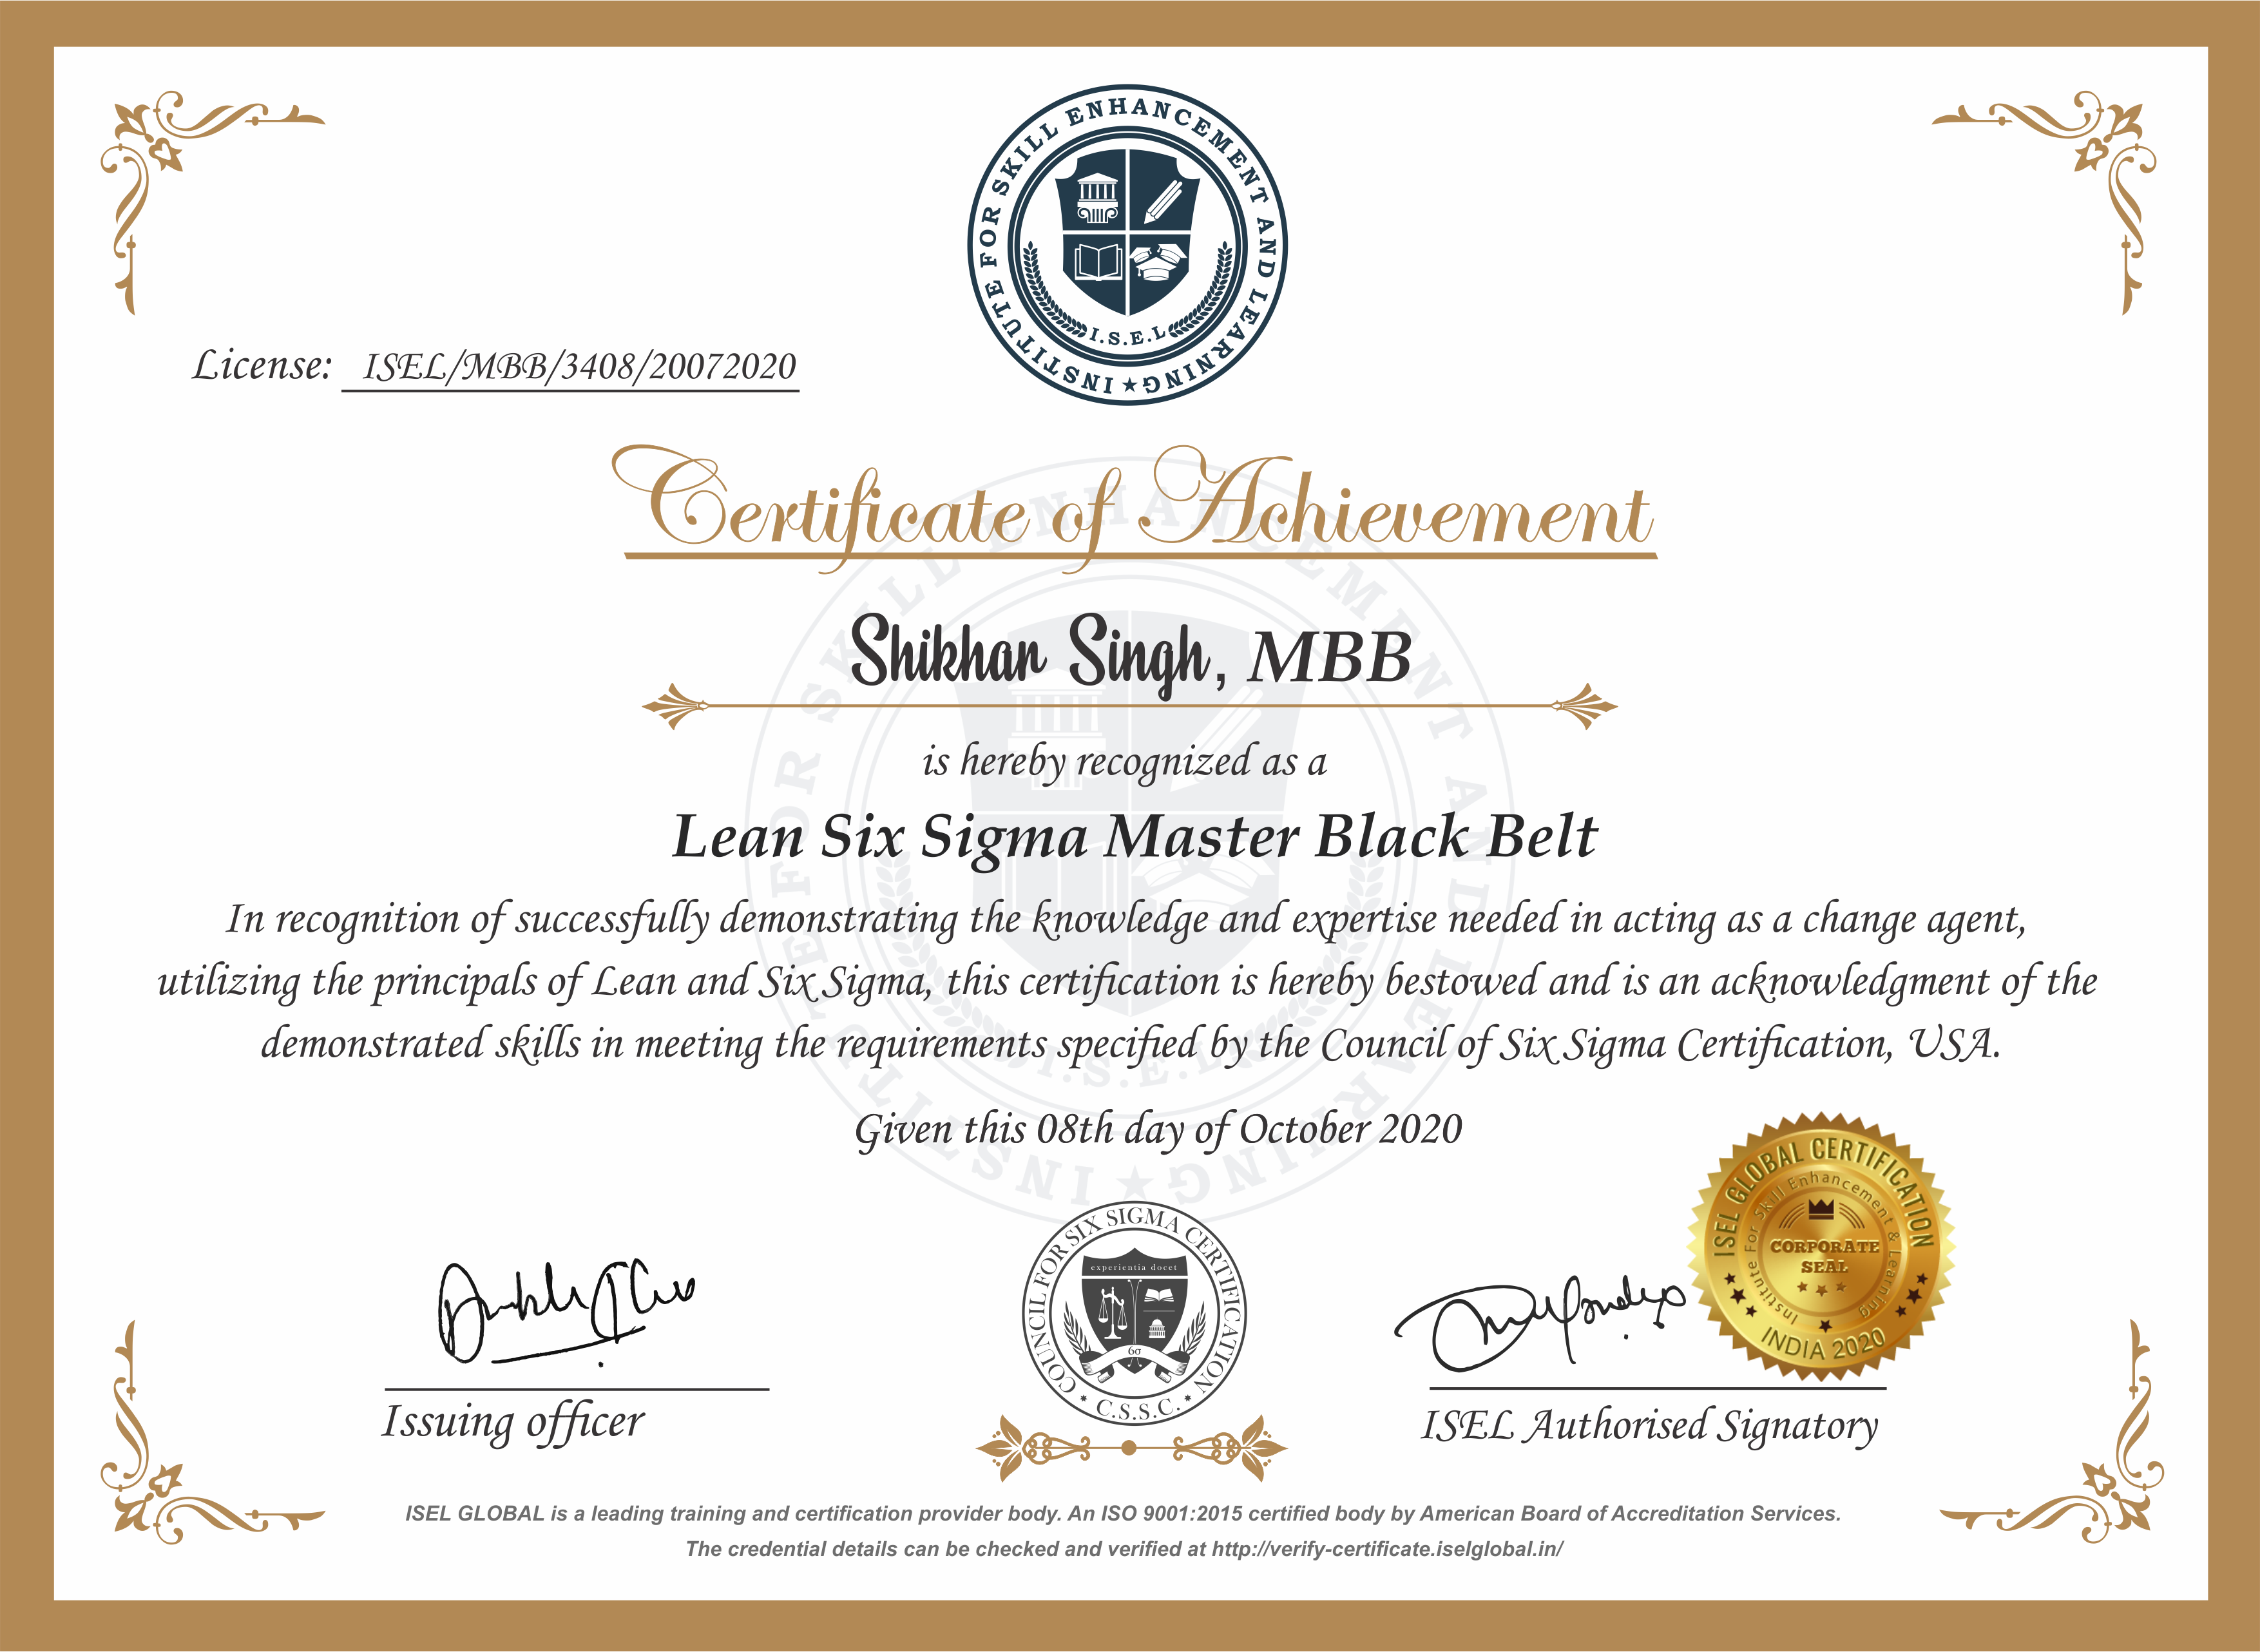 INSTITUTE FOR SKILL ENHANCEMENT AND LEARNING
I.S.E.L
License: ISEL/MBB/3408/20072020
Certificate of Achievement
Shikhar Singh, MBB
is hereby recognized as a
Lean Six Sigma Master Black Belt
In recognition of successfully demonstrating the knowledge and expertise needed in acting as a change agent,
utilizing the principals of Lean and Six Sigma, this certification is hereby bestowed and is an acknowledgment of the
demonstrated skills in meeting the requirements specified by the Council of Six Sigma Certification, USA.
Given this 08th day of October 2020
INSTITUTE FOR SKILL ENHANCEMENT AND LEARNING
I.S.E.L
COUNCIL FOR SIX SIGMA CERTIFICATION
experientia docet
6σ
C.S.S.C.
ISEL GLOBAL CERTIFICATION
Institute For Skill Enhancement & Learning
CORPORATE
SEAL
INDIA 2020
Issuing officer
ISEL Authorised Signatory
ISEL GLOBAL is a leading training and certification provider body. An ISO 9001:2015 certified body by American Board of Accreditation Services.
The credential details can be checked and verified at http://verify-certificate.iselglobal.in/